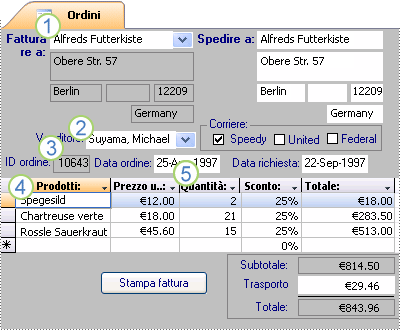 Ordini
1
Fattura re a: Alfreds Futterkiste Spedire a: Alfreds Futterkiste
Obere Str. 57 Obere Str. 57
Berlin 12209 Berlin 12209
Germany Germany
2
Suyama, Michael Corriere: Speedy United Federal
3
ID ordine: 10643 Data ordine: 1997 Data richiesta: 22-Sep-1997
4 5
Prodotti: Prezzo u..: Quantità: Sconto: Totale:
Spegesild €12.00 2 25% €18.00
Chartreuse verte €18.00 21 25% €283.50
Rossle Sauerkraut €45.60 15 25% €513.00
0%
Subtotale: €814.50
Stampa fattura Trasporto €29.46
Totale: €843.96